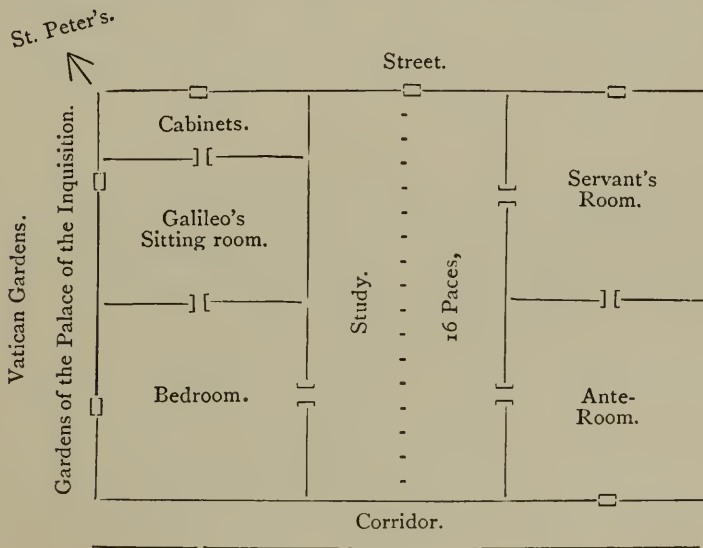 St. Peter's.
Street.
Vatican Gardens.
Gardens of the Palace of the Inquisition.
Cabinets.
Galileo's
Sitting room.
Bedroom.
Study.
16 Paces,
Servant's
Room.
Ante-
Room.
Corridor.